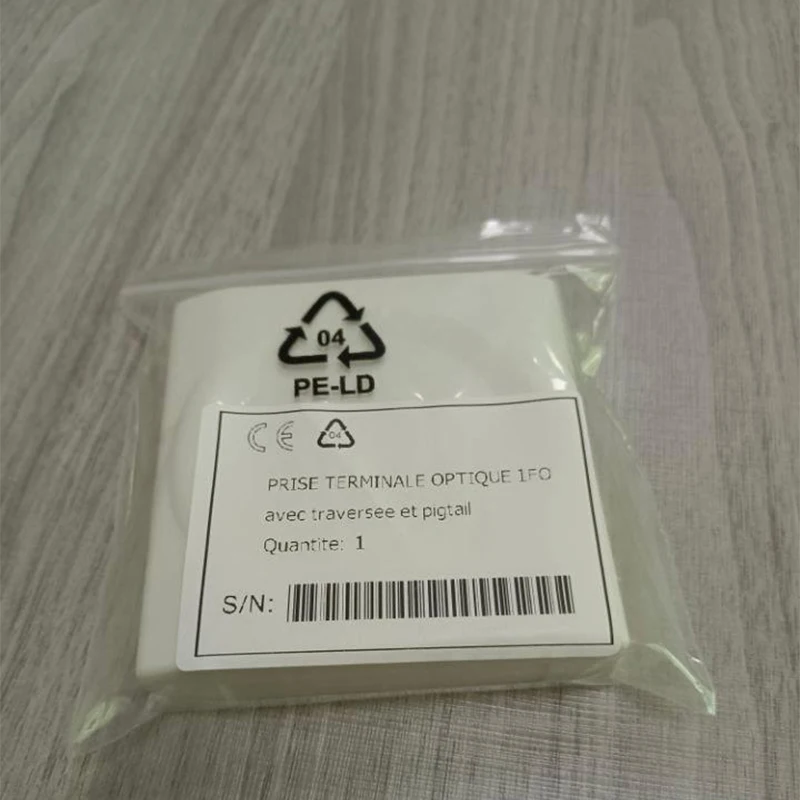 04
PE-LD
CE 04
PRISE TERMINALE OPTIQUE 1FO
avec traversee et pigtail
Quantite: 1
S/N: